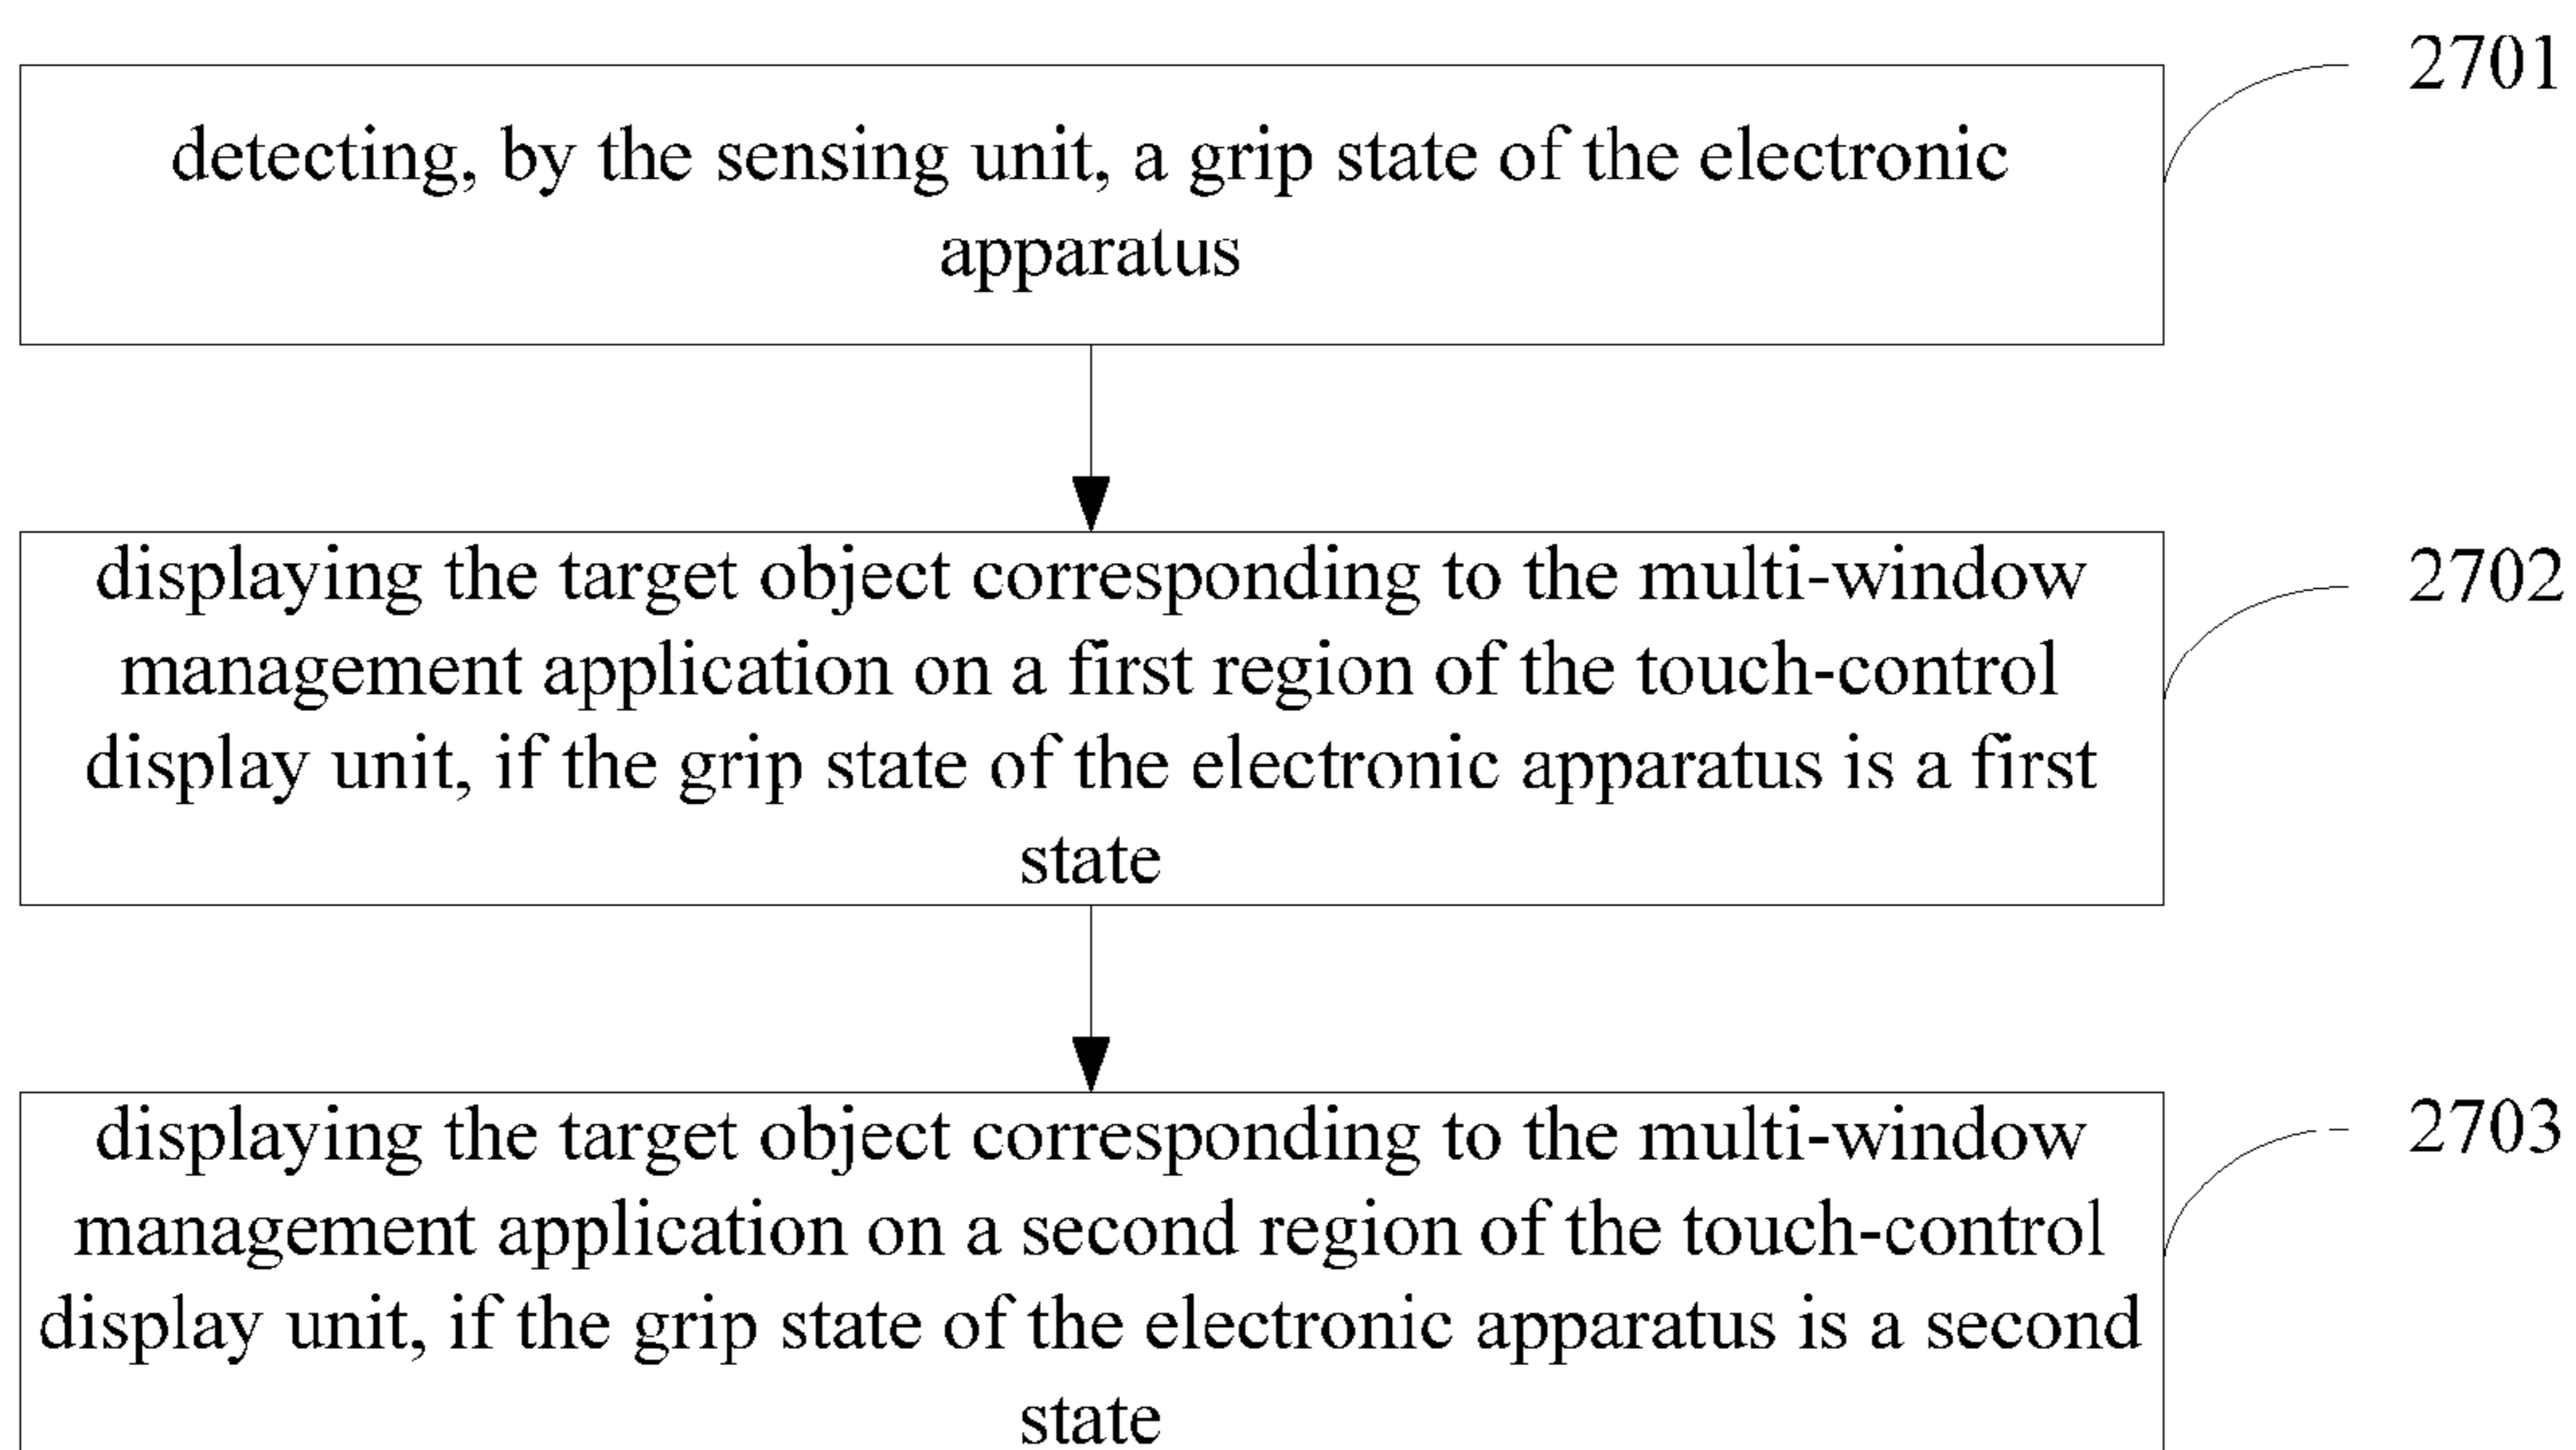 2701
detecting, by the sensing unit, a grip state of the electronic
apparatus
2702
displaying the target object corresponding to the multi-window
management application on a first region of the touch-control
display unit, if the grip state of the electronic apparatus is a first
state
2703
displaying the target object corresponding to the multi-window
management application on a second region of the touch-control
display unit, if the grip state of the electronic apparatus is a second
state